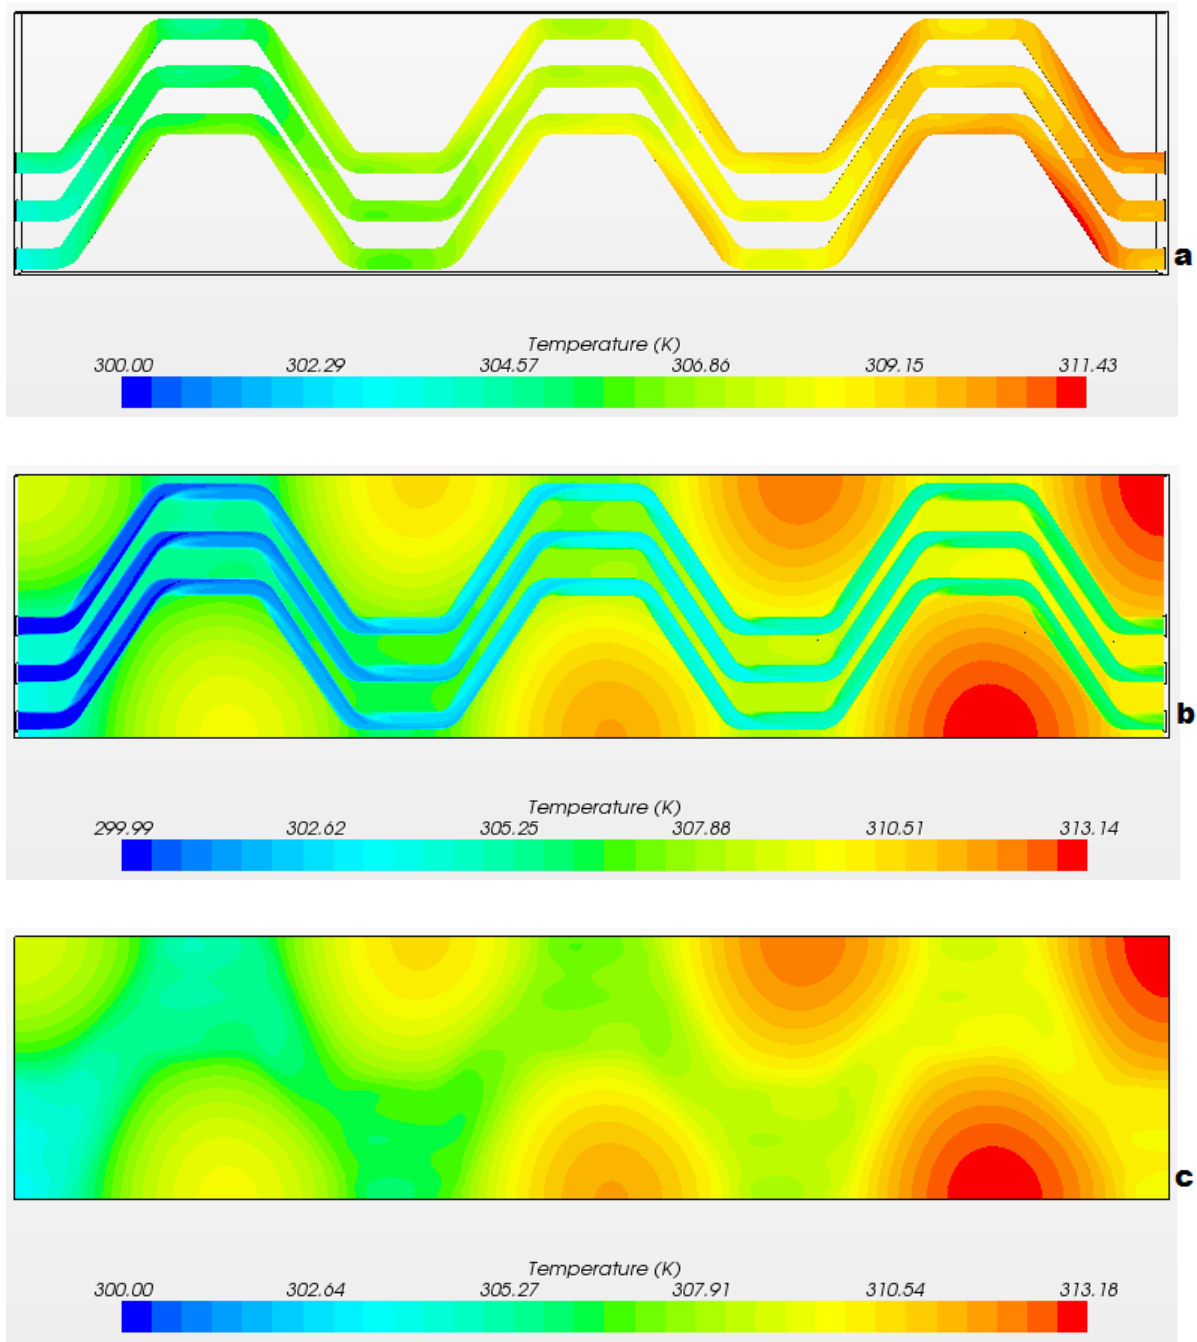 a
Temperature (K)
300.00 302.29 304.57 306.86 309.15 311.43
b
Temperature (K)
299.99 302.62 305.25 307.88 310.51 313.14
c
Temperature (K)
300.00 302.64 305.27 307.91 310.54 313.18